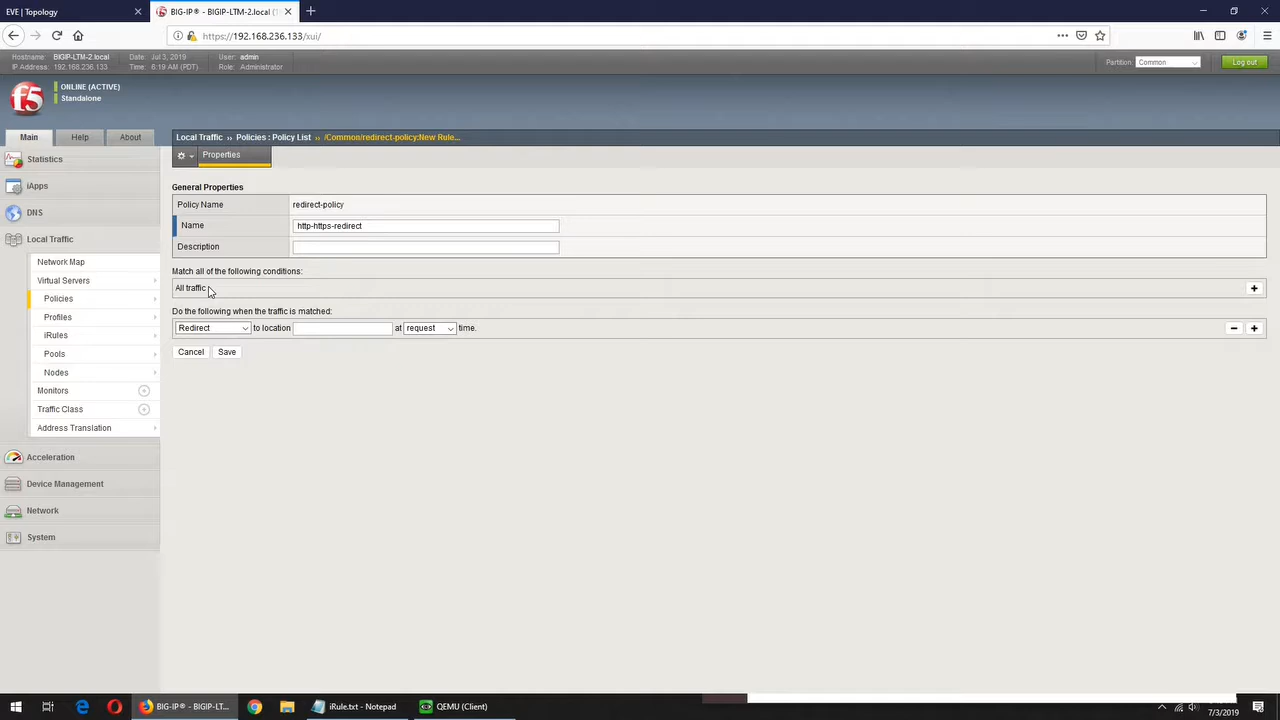 EVE | Topology
BIG-IP® - BIGIP-LTM-2.local (1
https://192.168.236.133/xui/
Hostname: BIGIP-LTM-2.local Date: Jul 3, 2019 User: admin
IP Address: 192.168.236.133 Time: 6:19 AM (PDT) Role: Administrator
Partition: Common
Log out
f5
ONLINE (ACTIVE)
Standalone
Main Help About
Local Traffic ›› Policies : Policy List ›› /Common/redirect-policy:New Rule...
Properties
Statistics
iApps
DNS
Local Traffic
Network Map
Virtual Servers
Policies
Profiles
iRules
Pools
Nodes
Monitors
Traffic Class
Address Translation
Acceleration
Device Management
Network
System
General Properties
Policy Name redirect-policy
Name http-https-redirect
Description
Match all of the following conditions:
All traffic
Do the following when the traffic is matched:
Redirect to location at request time.
Cancel Save
BIG-IP® - BIGIP-LT...
iRule.txt - Notepad
QEMU (Client)
7/3/2019